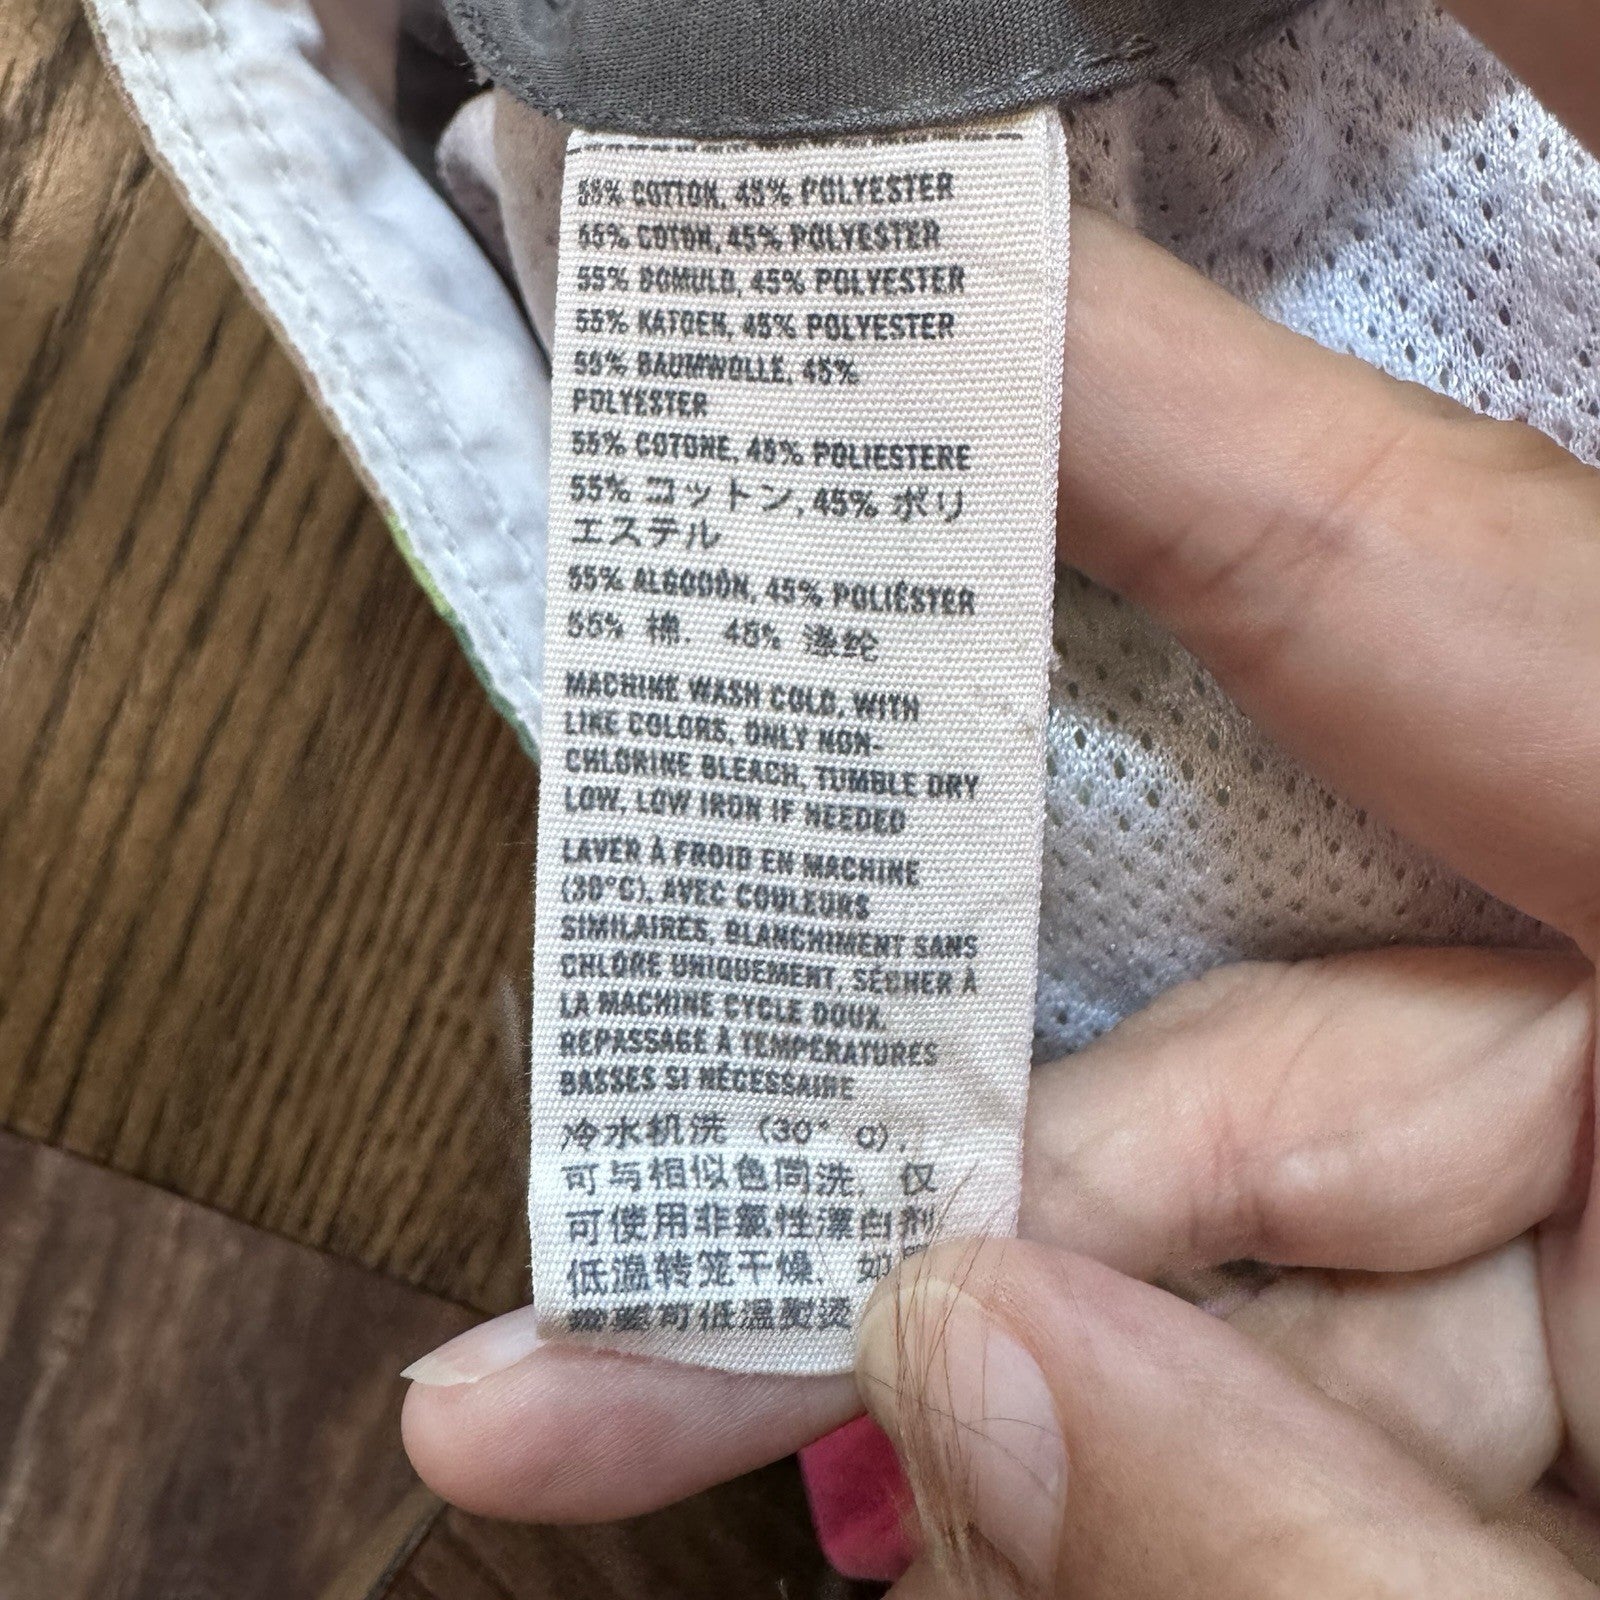 55% COTTON, 45% POLYESTER
55% COTON, 45% POLYESTER
55% BOMULD, 45% POLYESTER
55% KATOEN, 45% POLYESTER
55% BAUMWOLLE, 45%
POLYESTER
55% COTONE, 45% POLIESTERE
55% コットン, 45% ポリ
エステル
55% ALGODÓN, 45% POLIÉSTER
55% 棉, 45% 涤纶
MACHINE WASH COLD, WITH
LIKE COLORS, ONLY NON-
CHLORINE BLEACH, TUMBLE DRY
LOW, LOW IRON IF NEEDED
LAVER À FROID EN MACHINE
(30°C), AVEC COULEURS
SIMILAIRES, BLANCHIMENT SANS
CHLORE UNIQUEMENT, SÉCHER À
LA MACHINE CYCLE DOUX,
REPASSAGE À TEMPÉRATURES
BASSES SI NÉCESSAIRE
冷水机洗 (30° C),
可与相似色同洗, 仅
可使用非氯性漂白剂,
低温转笼干燥, 如
可低温熨烫